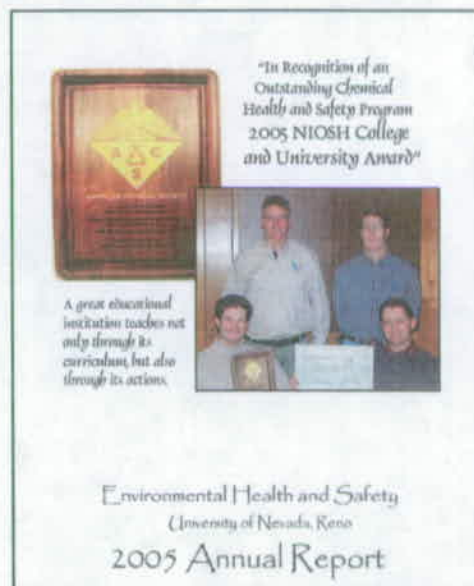 "In Recognition of an
Outstanding Chemical
Health and Safety Program
2005 NIOSH College
and University Award"
A great educational
institution teaches not
only through its
curriculum, but also
through its actions.
Environmental Health and Safety
University of Nevada, Reno
2005 Annual Report